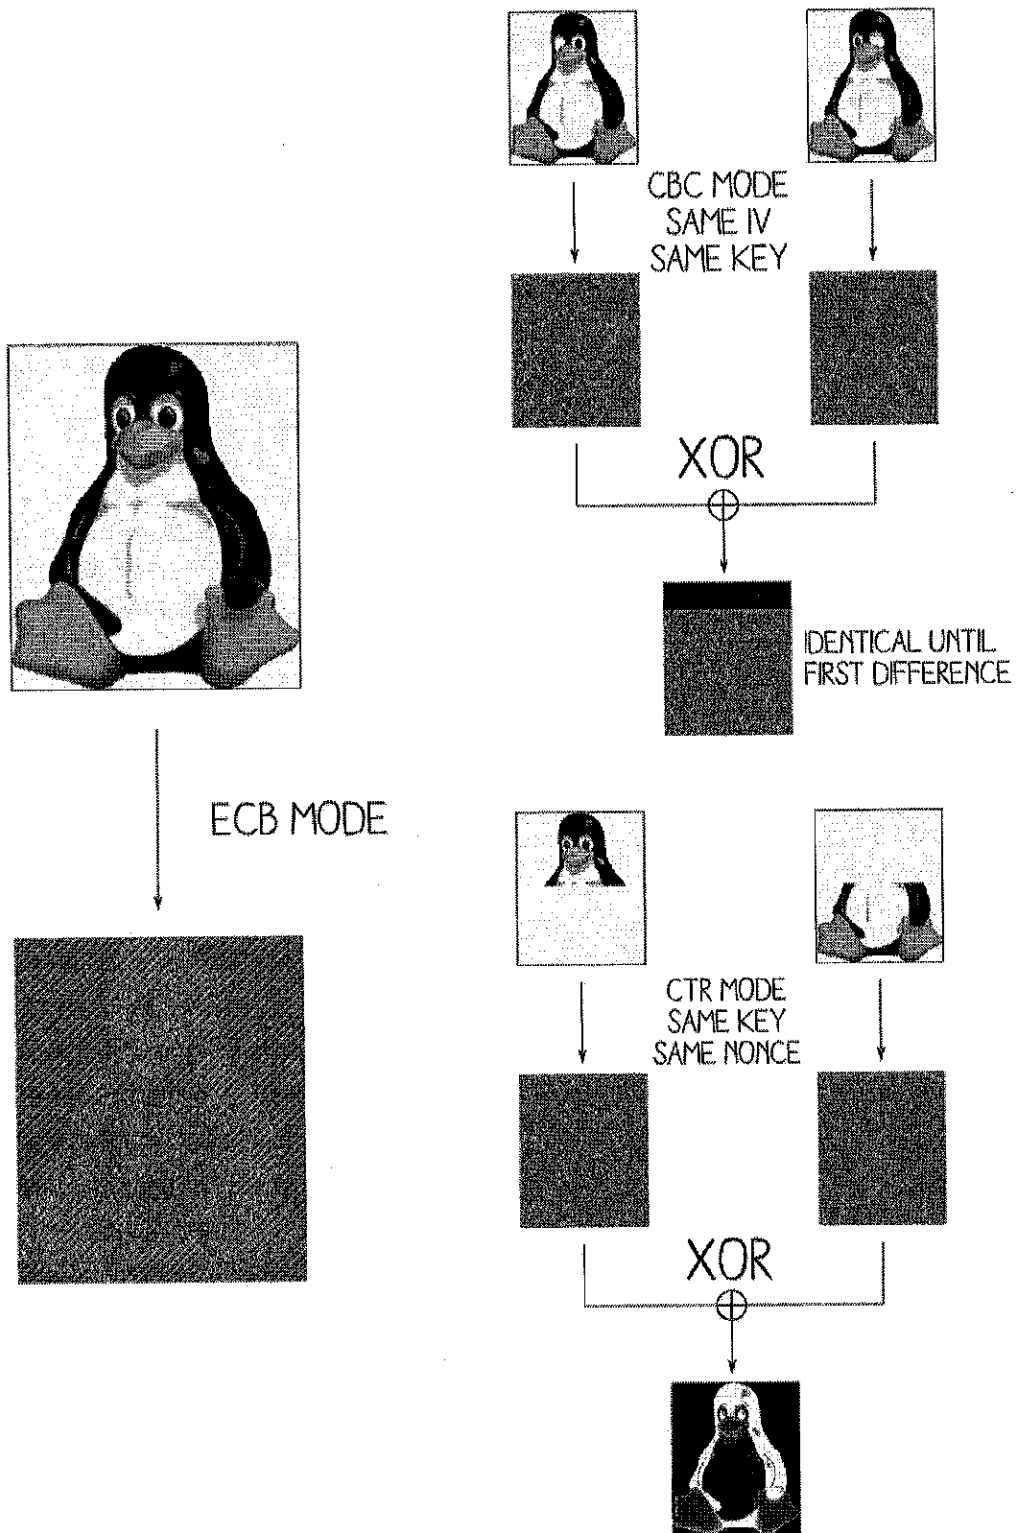 ECB MODE
CBC MODE
SAME IV
SAME KEY
XOR
IDENTICAL UNTIL
FIRST DIFFERENCE
CTR MODE
SAME KEY
SAME NONCE
XOR